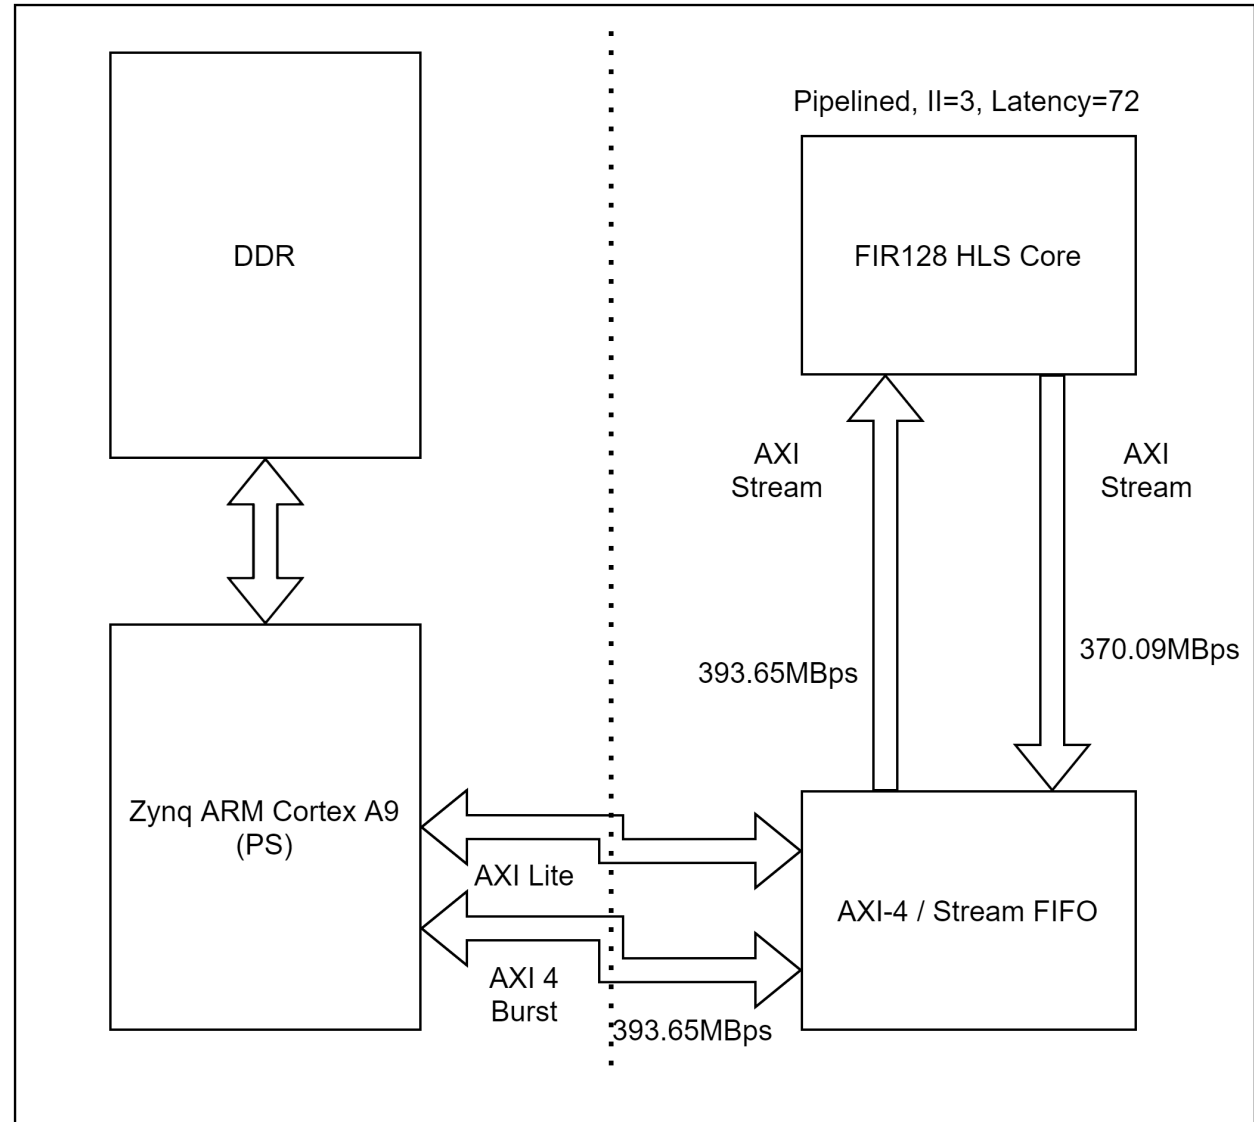 Pipelined, II=3, Latency=72
DDR
FIR128 HLS Core
AXI
Stream
AXI
Stream
393.65MBps
370.09MBps
Zynq ARM Cortex A9
(PS)
AXI Lite
AXI 4
Burst
393.65MBps
AXI-4 / Stream FIFO